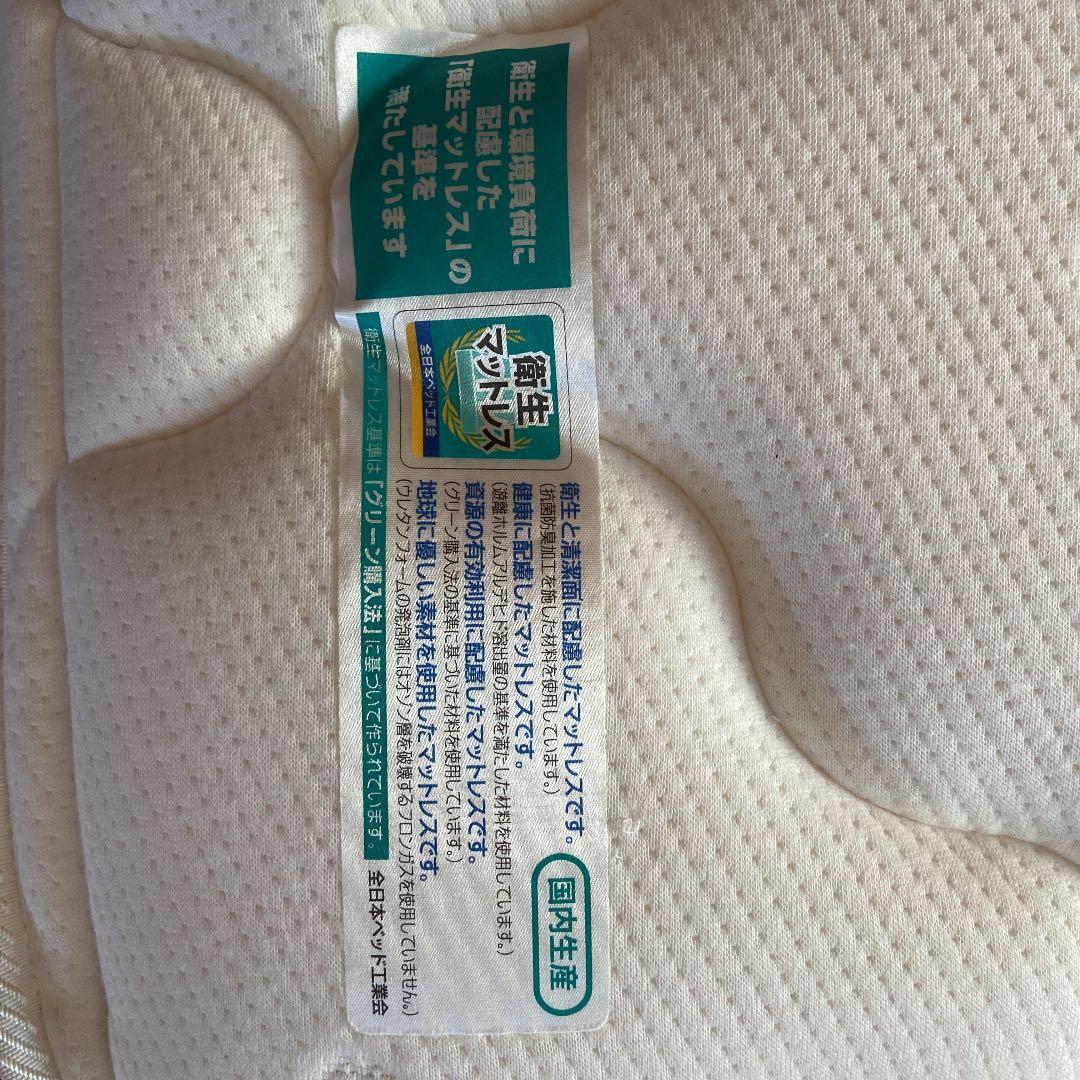 衛生と環境負荷に
配慮した
「衛生マットレス」の
基準を
満たしています
衛生
マットレス
全日本ベッド工業会
衛生と清潔面に配慮したマットレスです。
(抗菌防臭加工を施した材料を使用しています。)
健康に配慮したマットレスです。
(遊離ホルムアルデヒド溶出量の基準を満たした材料を使用しています。)
資源の有効利用に配慮したマットレスです。
(グリーン購入法の基準に基づいた材料を使用しています。)
地球に優しい素材を使用したマットレスです。
(ウレタンフォームの発泡剤にはオゾン層を破壊するフロンガスを使用していません。)
国内生産
衛生マットレス基準は「グリーン購入法」に基づいて作られています。
全日本ベッド工業会